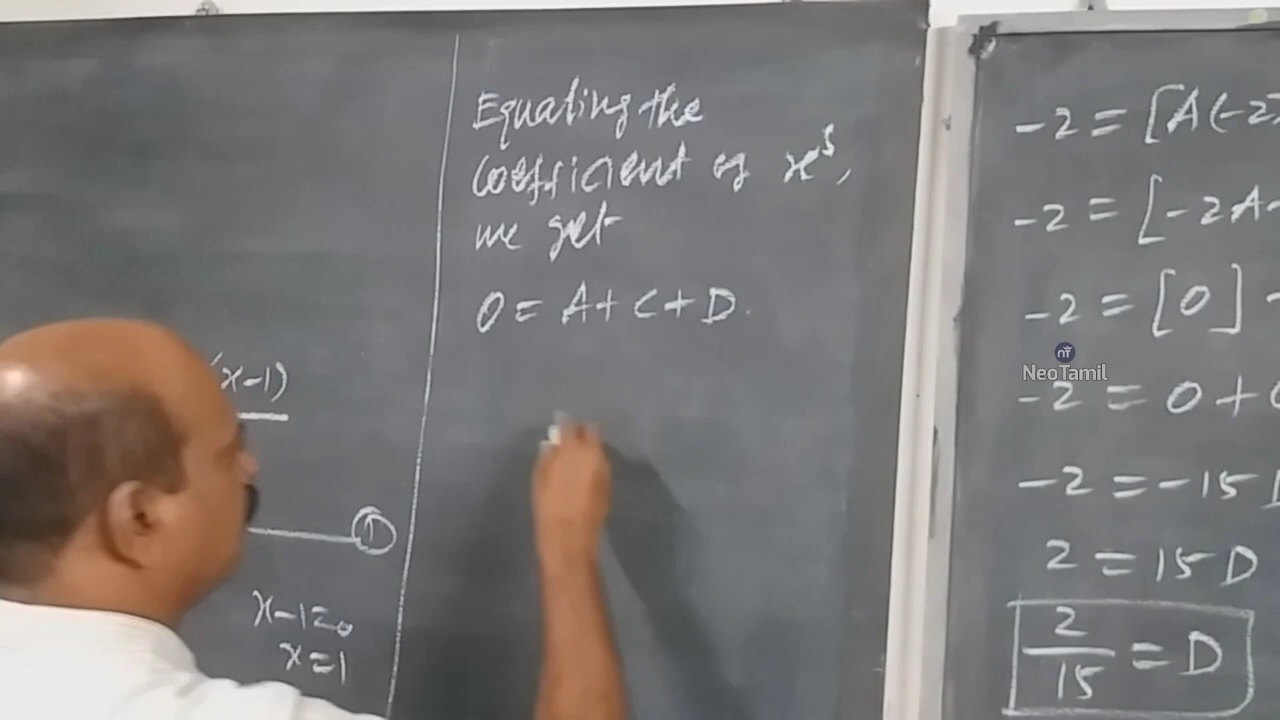 x-1)
①
x-1=0
x=1
Equating the
coefficient of x³,
we get
0 = A+ C + D.
-2 = [A(-2)
-2 = [-2A+
-2 = [0] +
NeoTamil
-2 = 0 + 0
-2 = -15D
2 = 15 D
2/15 = D